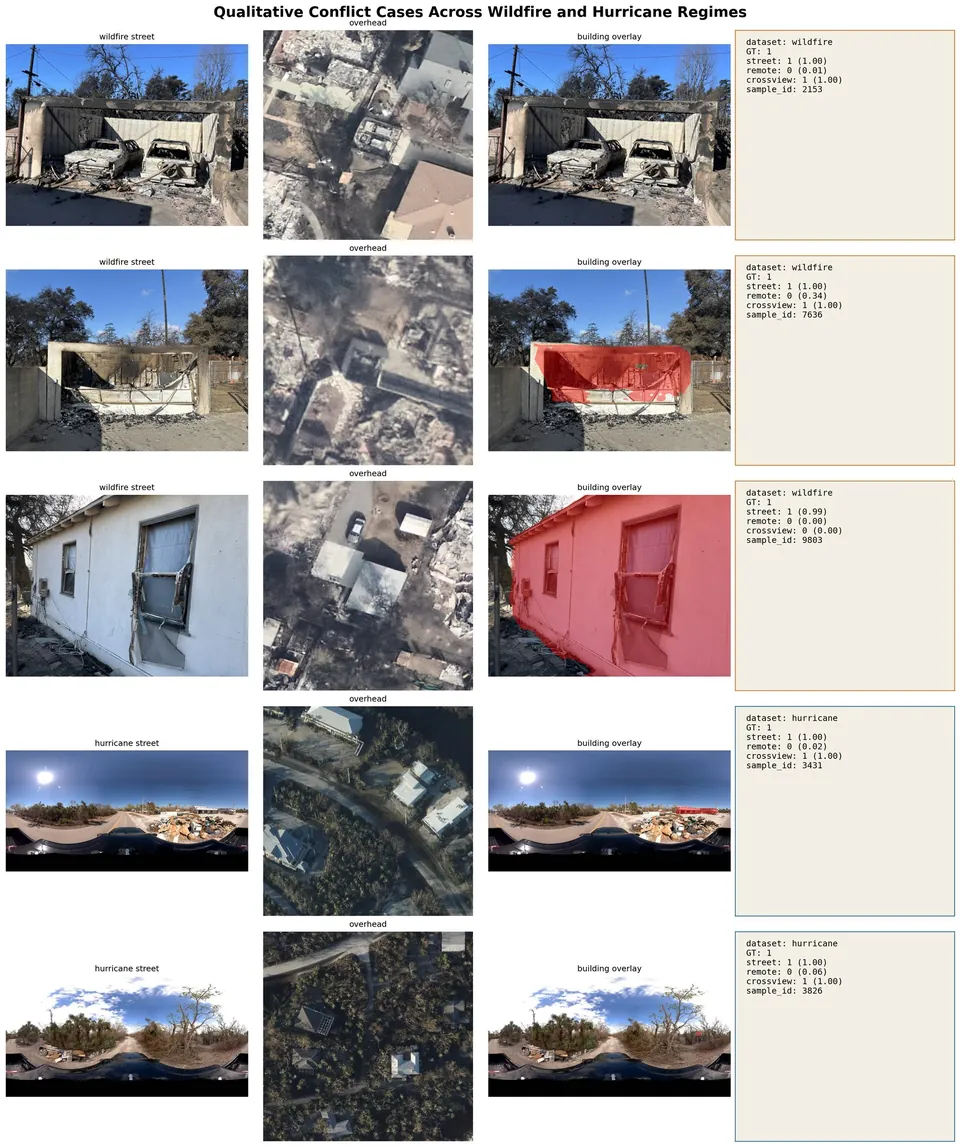 Qualitative Conflict Cases Across Wildfire and Hurricane Regimes
wildfire street
overhead
building overlay
dataset: wildfire
GT: 1
street: 1 (1.00)
remote: 0 (0.01)
crossview: 1 (1.00)
sample_id: 2153
wildfire street
overhead
building overlay
dataset: wildfire
GT: 1
street: 1 (1.00)
remote: 0 (0.34)
crossview: 1 (1.00)
sample_id: 7636
wildfire street
overhead
building overlay
dataset: wildfire
GT: 1
street: 1 (0.99)
remote: 0 (0.00)
crossview: 0 (0.00)
sample_id: 9803
hurricane street
overhead
building overlay
dataset: hurricane
GT: 1
street: 1 (1.00)
remote: 0 (0.02)
crossview: 1 (1.00)
sample_id: 3431
hurricane street
overhead
building overlay
dataset: hurricane
GT: 1
street: 1 (1.00)
remote: 0 (0.06)
crossview: 1 (1.00)
sample_id: 3826